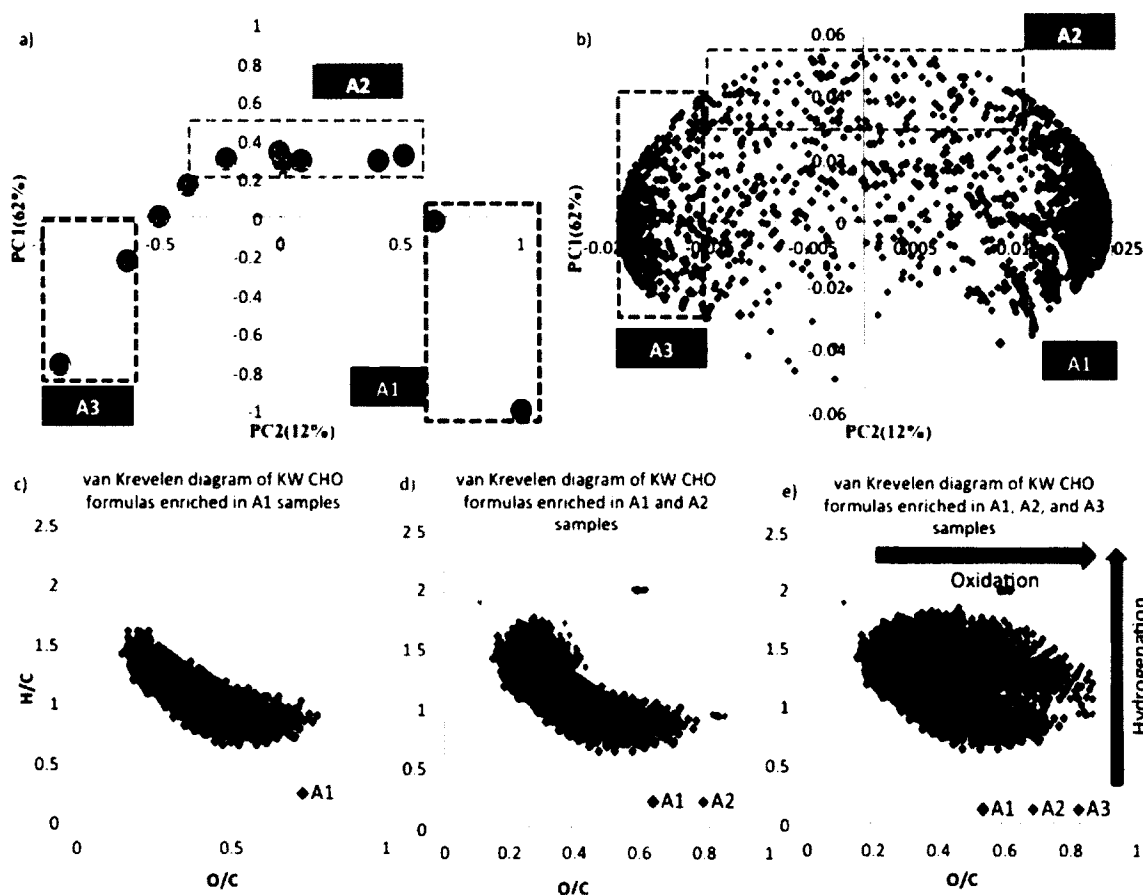 a)
1
0.8
0.6
0.4
0.2
0
-0.2
-0.4
-0.6
-0.8
-1
-0.5
0
0.5
1
PC1(62%)
PC2(12%)
A2
A3
A1
b)
0.06
0.04
0.02
0
-0.02
-0.04
-0.06
-0.005
0.005
PC1(62%)
PC2(12%)
A2
A3
A1
c)
van Krevelen diagram of KW CHO
formulas enriched in A1 samples
2.5
2
1.5
1
0.5
0
0
0.5
1
H/C
O/C
A1
d)
van Krevelen diagram of KW CHO
formulas enriched in A1 and A2
samples
2.5
2
1.5
1
0.5
0
0 0.2 0.4 0.6 0.8 1
O/C
A1 A2
e)
van Krevelen diagram of KW CHO
formulas enriched in A1, A2, and A3
samples
2.5
2
1.5
1
0.5
0
0 0.2 0.4 0.6 0.8 1
O/C
Oxidation
Hydrogenation
A1 A2 A3